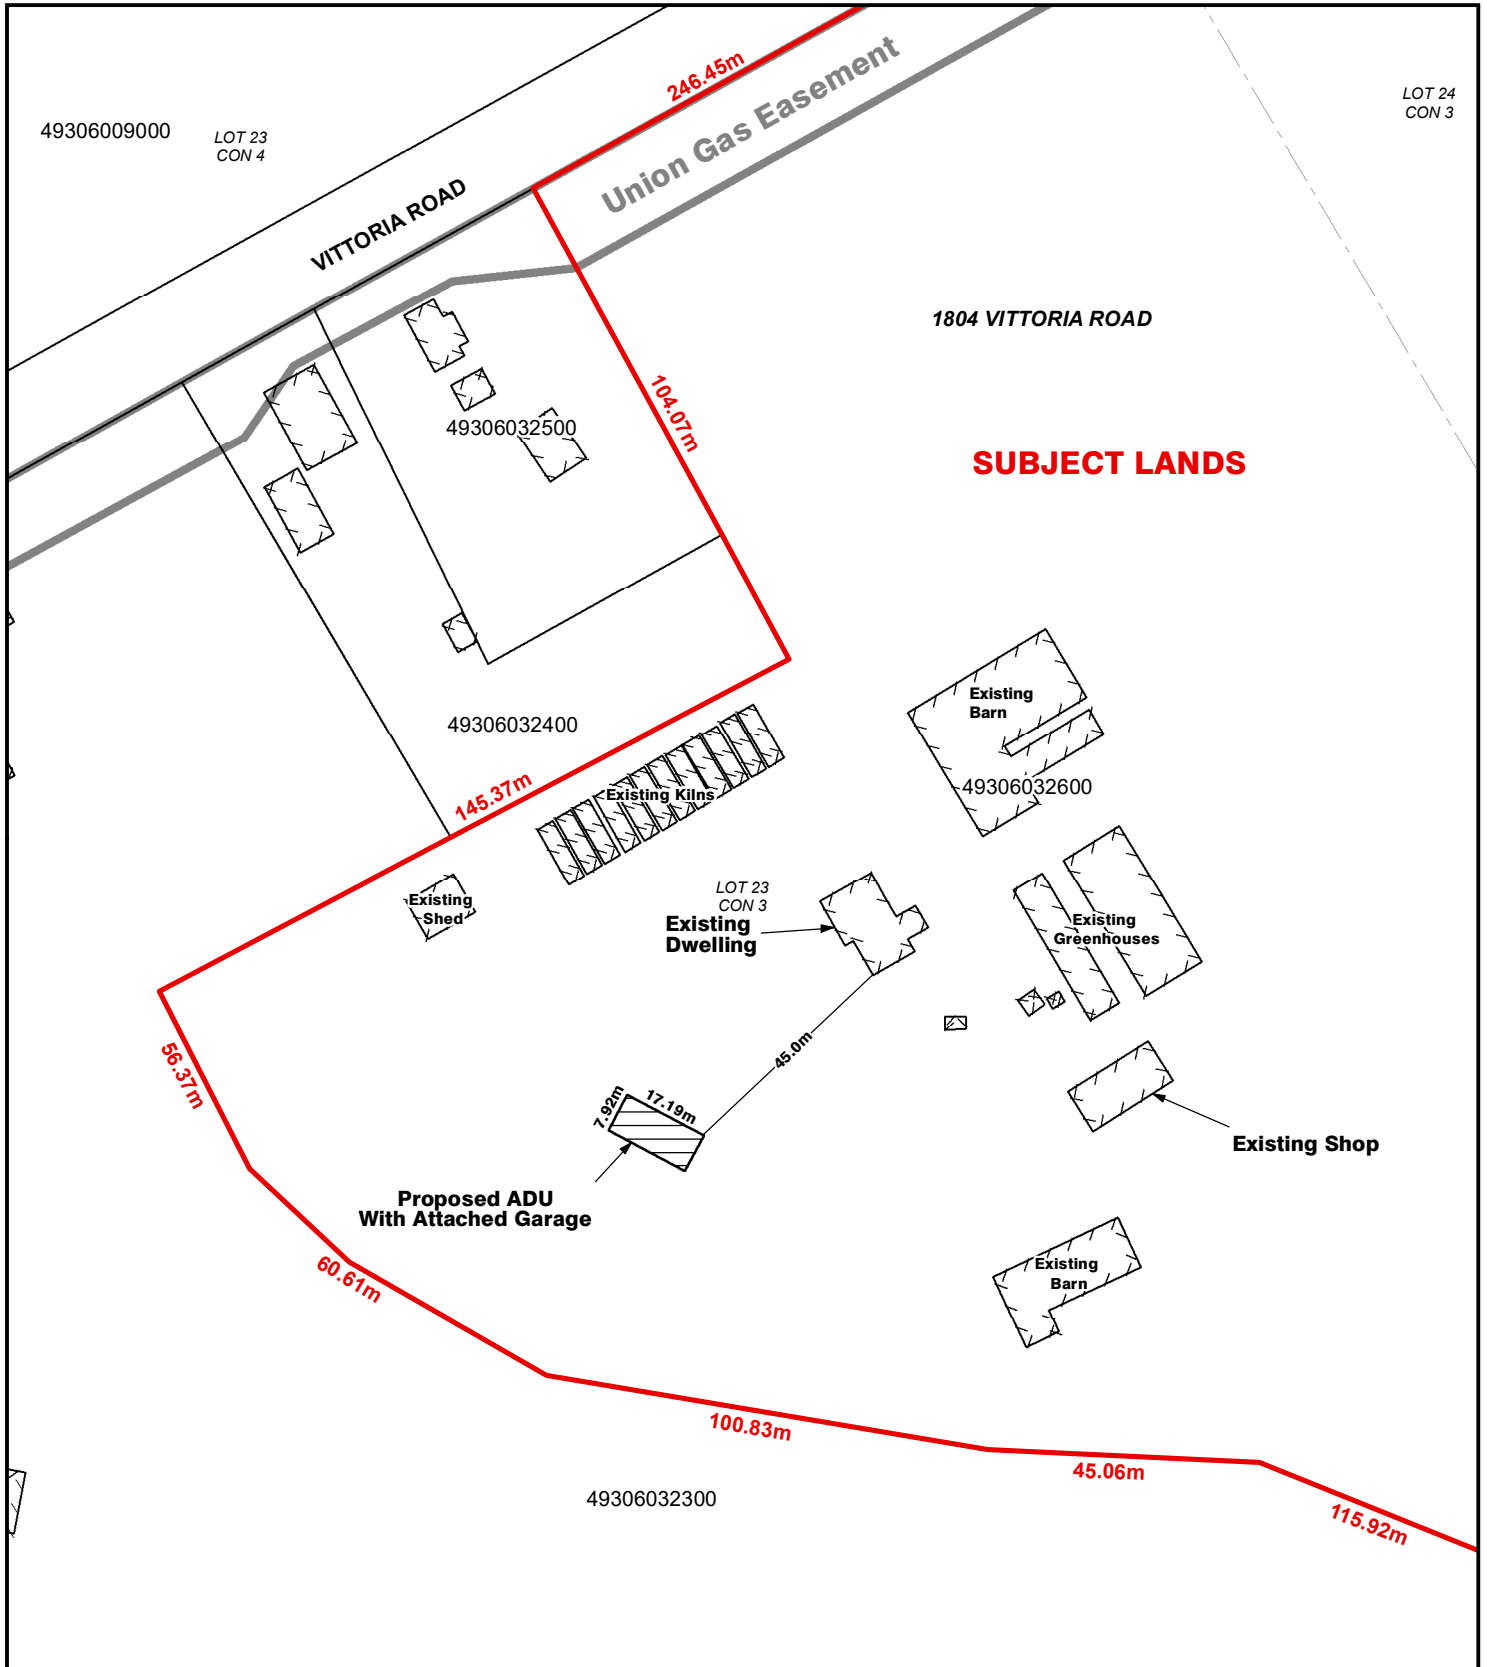 246.45m
Union Gas Easement
LOT 24
CON 3
49306009000
LOT 23
CON 4
VITTORIA ROAD
1804 VITTORIA ROAD
104.07m
49306032500
SUBJECT LANDS
Existing
Barn
49306032400
145.37m
Existing Kilns
49306032600
LOT 23
CON 3
Existing
Shed
Existing
Dwelling
Existing
Greenhouses
56.37m
45.0m
7.92m
17.19m
Existing Shop
Proposed ADU
With Attached Garage
60.61m
Existing
Barn
100.83m
45.06m
49306032300
115.92m